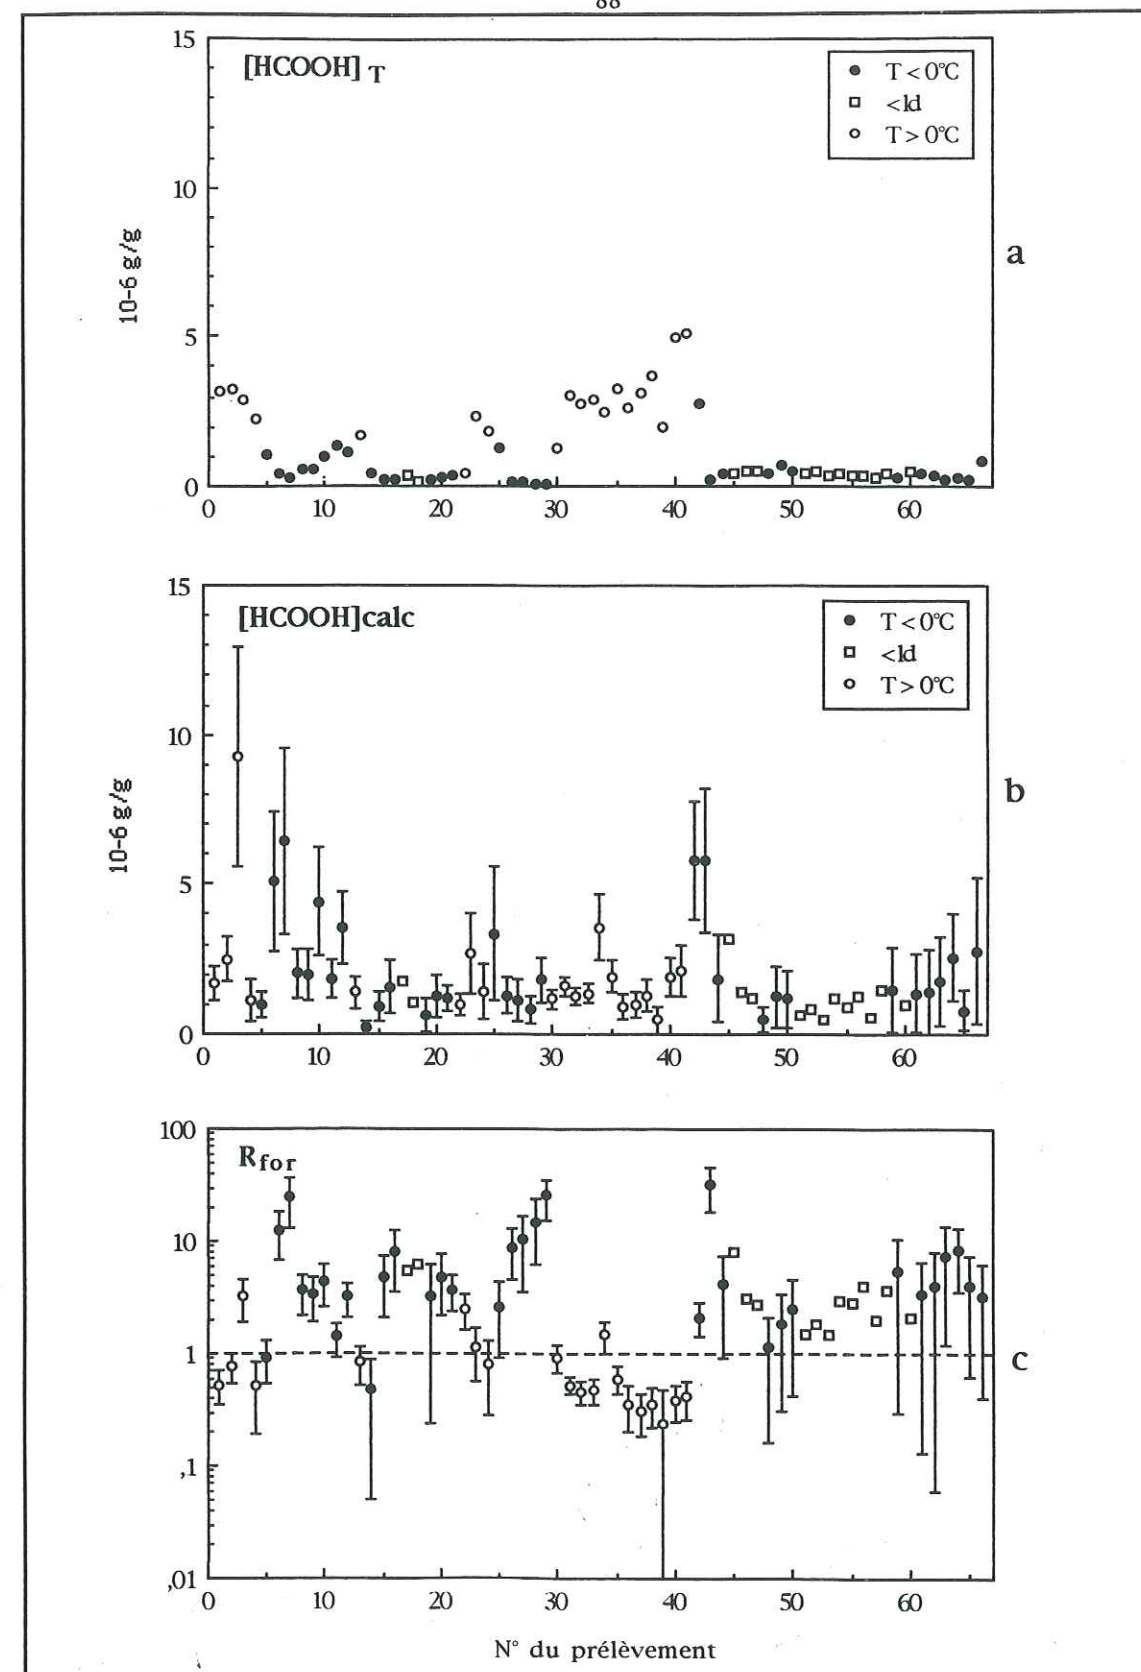 88
15
[HCOOH] T
T < 0°C
<ld
T > 0°C
10
5
0
10-6 g/g
a
0 10 20 30 40 50 60
15
[HCOOH]calc
T < 0°C
<ld
T > 0°C
10
5
0
10-6 g/g
b
0 10 20 30 40 50 60
100
Rfor
10
1
,1
,01
c
0 10 20 30 40 50 60
N° du prélèvement